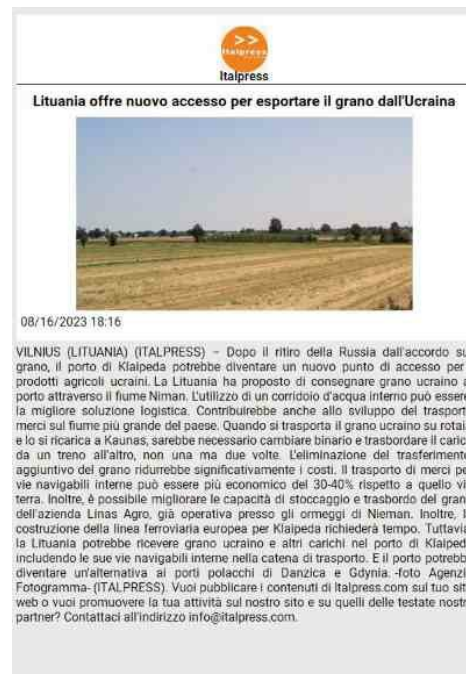 >>
Italpress
Italpress
Lituania offre nuovo accesso per esportare il grano dall'Ucraina
08/16/2023 18:16
VILNIUS (LITUANIA) (ITALPRESS) – Dopo il ritiro della Russia dall'accordo su
grano, il porto di Klaipeda potrebbe diventare un nuovo punto di accesso per
prodotti agricoli ucraini. La Lituania ha proposto di consegnare grano ucraino a
porto attraverso il fiume Niman. L'utilizzo di un corridoio d'acqua interno può essere
la migliore soluzione logistica. Contribuirebbe anche allo sviluppo del trasport
merci sul fiume più grande del paese. Quando si trasporta il grano ucraino su rotai
e lo si ricarica a Kaunas, sarebbe necessario cambiare binario e trasbordare il caric
da un treno all'altro, non una ma due volte. L'eliminazione del trasferiment
aggiuntivo del grano ridurrebbe significativamente i costi. Il trasporto di merci pe
vie navigabili interne può essere più economico del 30-40% rispetto a quello vi
terra. Inoltre, è possibile migliorare le capacità di stoccaggio e trasbordo del gran
dell'azienda Linas Agro, già operativa presso gli ormeggi di Nieman. Inoltre, l
costruzione della linea ferroviaria europea per Klaipeda richiederà tempo. Tuttavi
la Lituania potrebbe ricevere grano ucraino e altri carichi nel porto di Klaiped
includendo le sue vie navigabili interne nella catena di trasporto. E il porto potrebb
diventare un'alternativa ai porti polacchi di Danzica e Gdynia. -foto Agenzi
Fotogramma- (ITALPRESS). Vuoi pubblicare i contenuti di Italpress.com sul tuo sit
web o vuoi promuovere la tua attività sul nostro sito e su quelli delle testate nostr
partner? Contattaci all'indirizzo info@italpress.com.